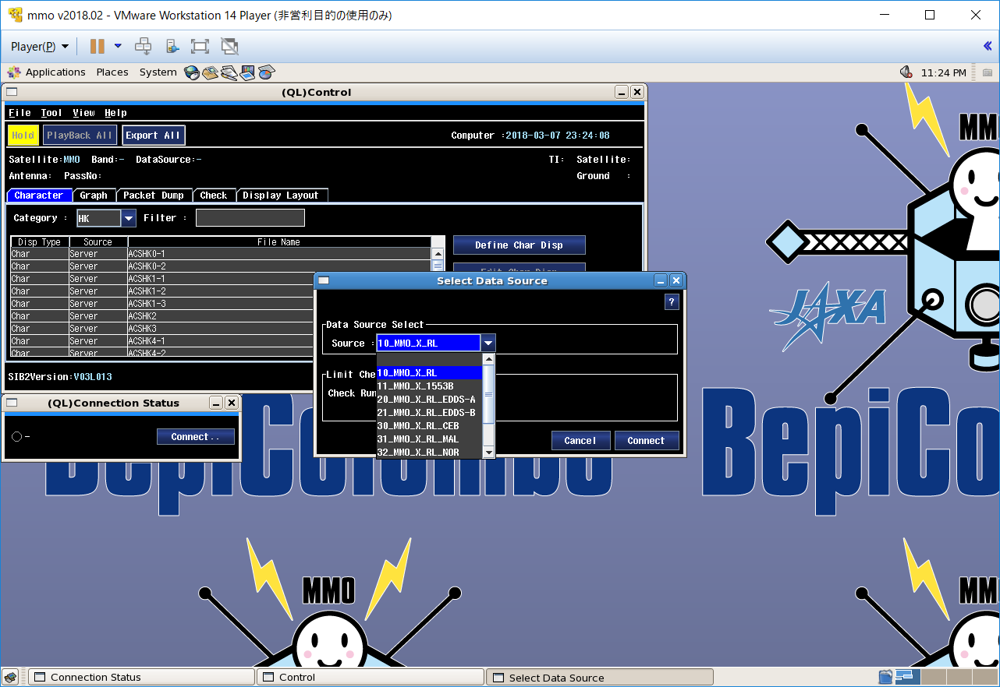 mmo v2018.02 - VMware Workstation 14 Player (非営利目的の使用のみ)
Player(P)
Applications Places System 11:24 PM
(QL)Control
File Tool View Help
Hold PlayBack All Export All Computer :2018-03-07 23:24:08
Satellite:MMO Band:- DataSource:- TI: Satellite:
Antenna: PassNo: Ground :
Character Graph Packet Dump Check Display Layout
Category : HK Filter :
Disp Type Source File Name
Char Server ACSHK0-1
Char Server ACSHK0-2
Char Server ACSHK1-1
Char Server ACSHK1-2
Char Server ACSHK1-3
Char Server ACSHK2
Char Server ACSHK3
Char Server ACSHK4-1
Char Server ACSHK4-2
Define Char Disp
Edit Char Disp
SIB2Version:V03L013
Select Data Source
?
Data Source Select
Source : 10_MMO_X_RL
10_MMO_X_RL
11_MMO_X_1553B
20_MMO_X_RL_EDDS-A
21_MMO_X_RL_EDDS-B
30_MMO_X_RL_CEB
31_MMO_X_RL_MAL
32_MMO_X_RL_NOR
Limit Che
Check Run
Cancel Connect
(QL)Connection Status
- Connect..
MMO
JAXA
BepiColombo
BepiCo
MMO
MM
Connection Status Control Select Data Source